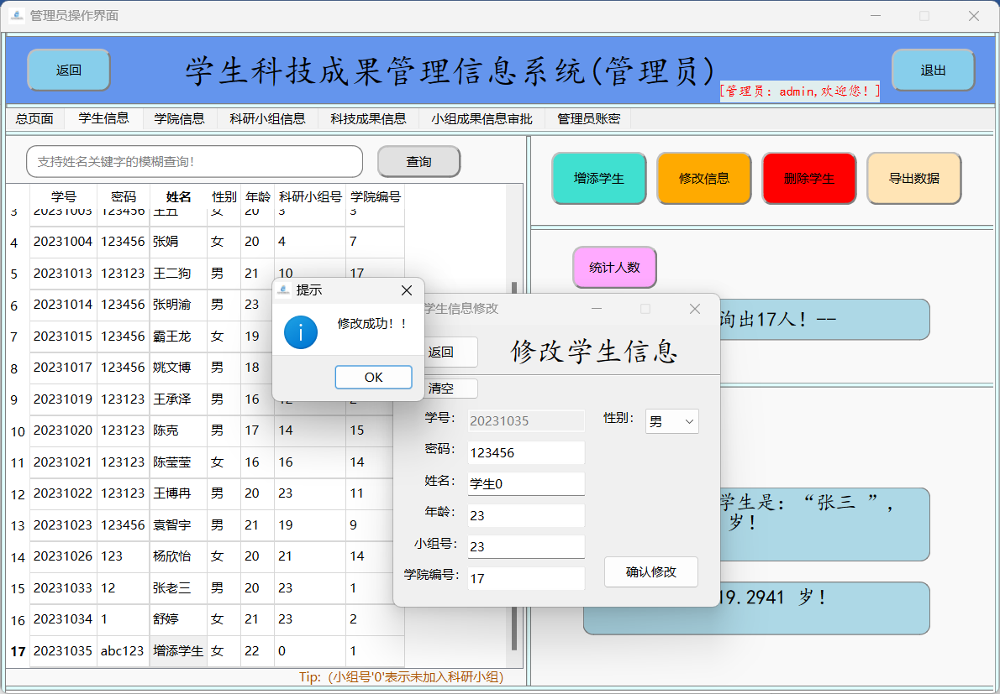 管理员操作界面
返回
学生科技成果管理信息系统(管理员)
[管理员：admin,欢迎您！]
退出
总页面 学生信息 学院信息 科研小组信息 科技成果信息 小组成果信息审批 管理员账密
支持姓名关键字的模糊查询!
查询
增添学生 修改信息 删除学生 导出数据
学号 密码 姓名 性别 年龄 科研小组号 学院编号
3 20231003 123456 王五 女 20 3 3
4 20231004 123456 张娟 女 20 4 7
5 20231013 123123 王二狗 男 21 10 17
6 20231014 123456 张明渝 男 23
7 20231015 123456 霸王龙 女 19
8 20231017 123456 姚文博 男 18
9 20231019 123123 王承泽 男 16
10 20231020 123123 陈克 男 17 14 15
11 20231021 123123 陈莹莹 女 16 16 14
12 20231022 123123 王博冉 男 20 23 11
13 20231023 123456 袁智宇 男 21 19 9
14 20231026 123 杨欣怡 女 20 21 14
15 20231033 12 张老三 男 20 23 1
16 20231034 1 舒婷 女 21 23 2
17 20231035 abc123 增添学生 女 22 0 1
Tip:（小组号'0'表示未加入科研小组）
统计人数
询出17人！--
学生是：“张三 ”，
岁！
19.2941 岁！
提示
修改成功！！
OK
学生信息修改
返回
修改学生信息
清空
学号： 20231035 性别： 男
密码： 123456
姓名： 学生0
年龄： 23
小组号： 23
学院编号： 17
确认修改